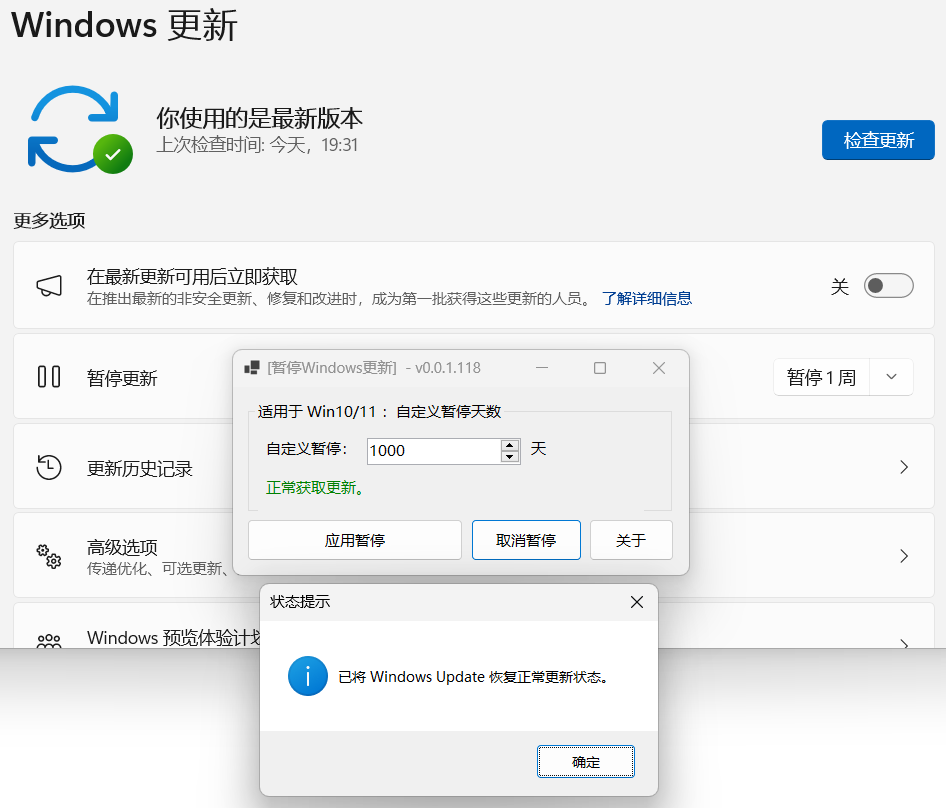 Windows 更新
你使用的是最新版本
上次检查时间: 今天，19:31
检查更新
更多选项
在最新更新可用后立即获取
在推出最新的非安全更新、修复和改进时，成为第一批获得这些更新的人员。 了解详细信息
关
暂停更新
暂停 1 周
[暂停Windows更新] - v0.0.1.118
适用于 Win10/11 ：自定义暂停天数
自定义暂停：
1000
天
正常获取更新。
应用暂停
取消暂停
关于
更新历史记录
高级选项
传递优化、可选更新、
Windows 预览体验计划
状态提示
已将 Windows Update 恢复正常更新状态。
确定